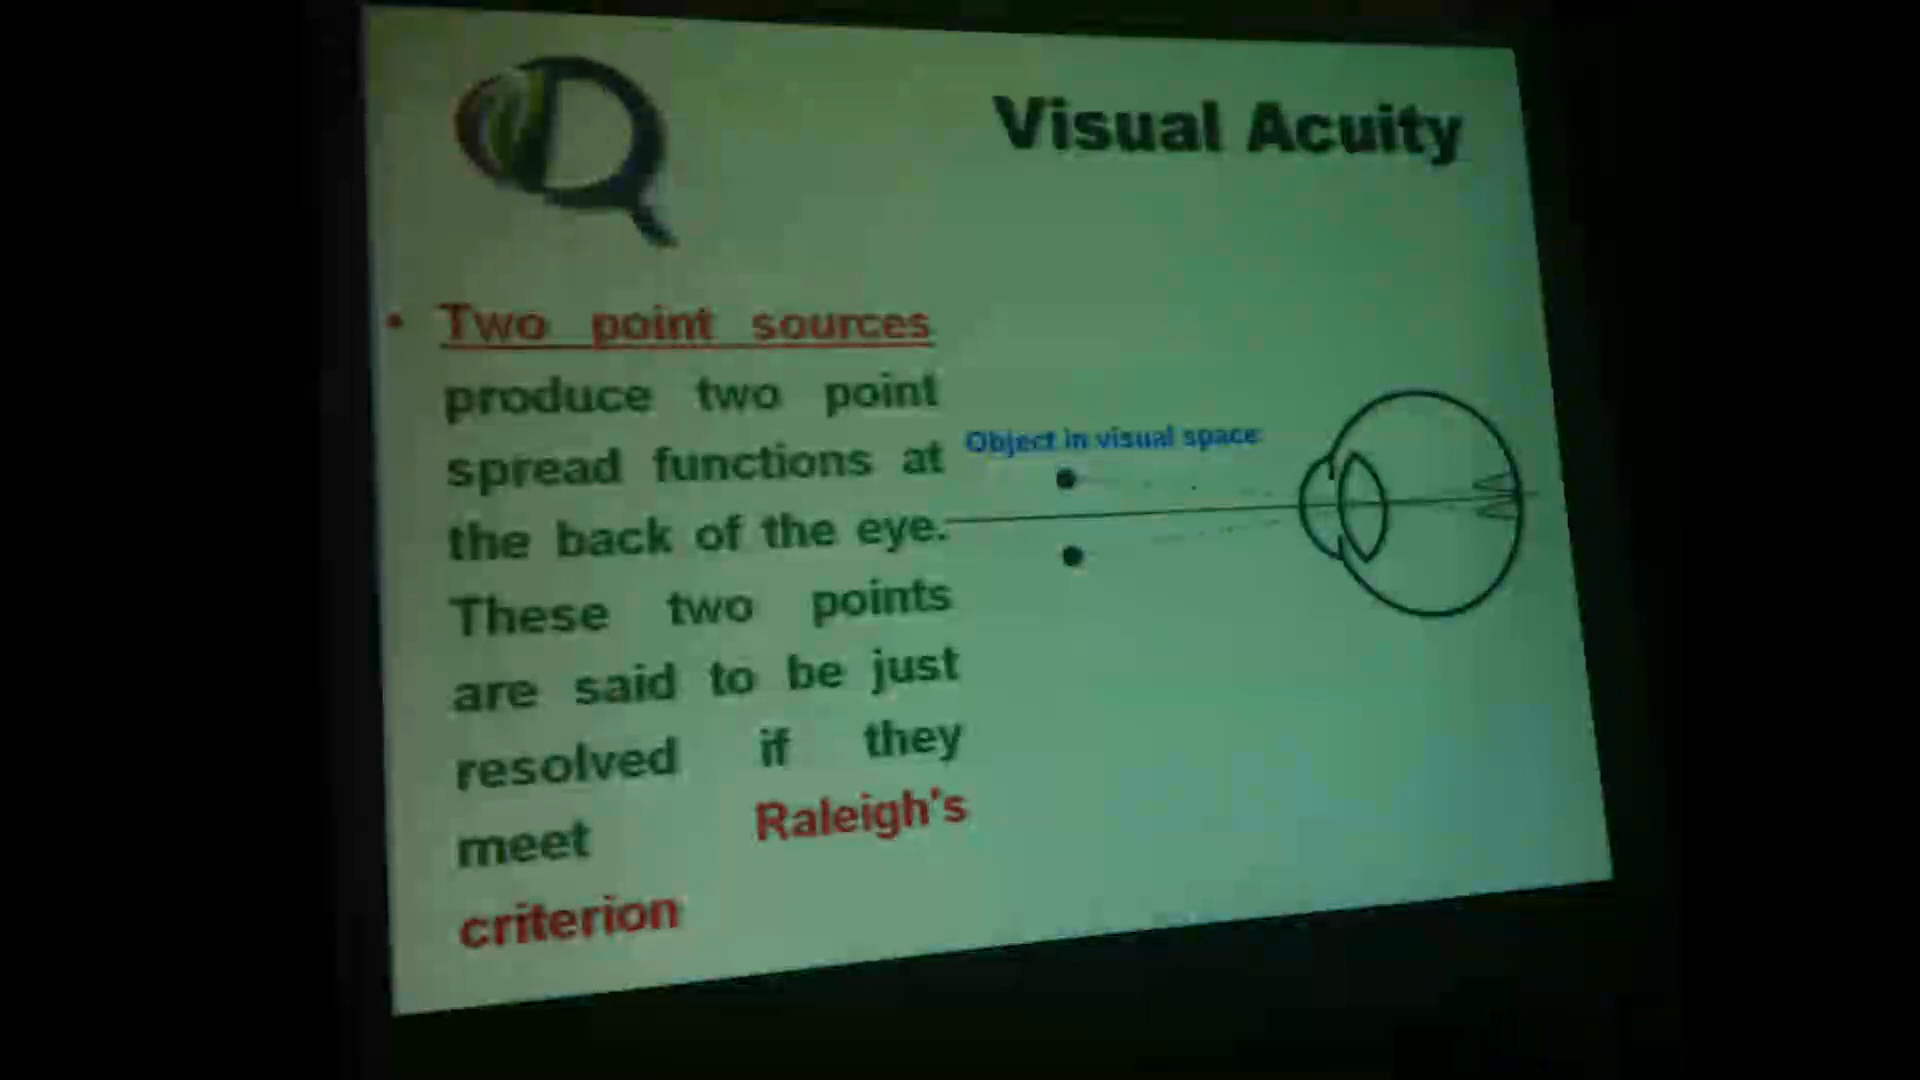 Visual Acuity
• Two point sources
produce two point
spread functions at
the back of the eye.
These two points
are said to be just
resolved if they
meet Raleigh's
criterion
Object in visual space